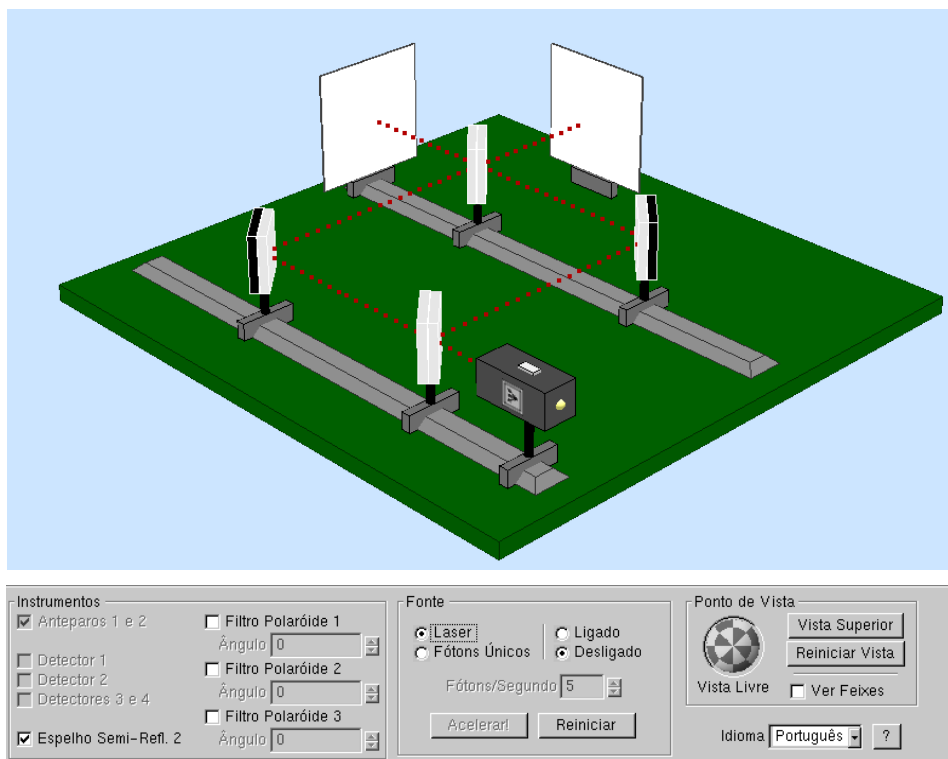 Instrumentos
Anteparos 1 e 2
Detector 1
Detector 2
Detectores 3 e 4
Espelho Semi-Refl. 2
Filtro Polaróide 1
Ângulo 0
Filtro Polaróide 2
Ângulo 0
Filtro Polaróide 3
Ângulo 0
Fonte
Laser
Fótons Únicos
Ligado
Desligado
Fótons/Segundo 5
Acelerar!
Reiniciar
Ponto de Vista
Vista Livre
Vista Superior
Reiniciar Vista
Ver Feixes
Idioma Português ?